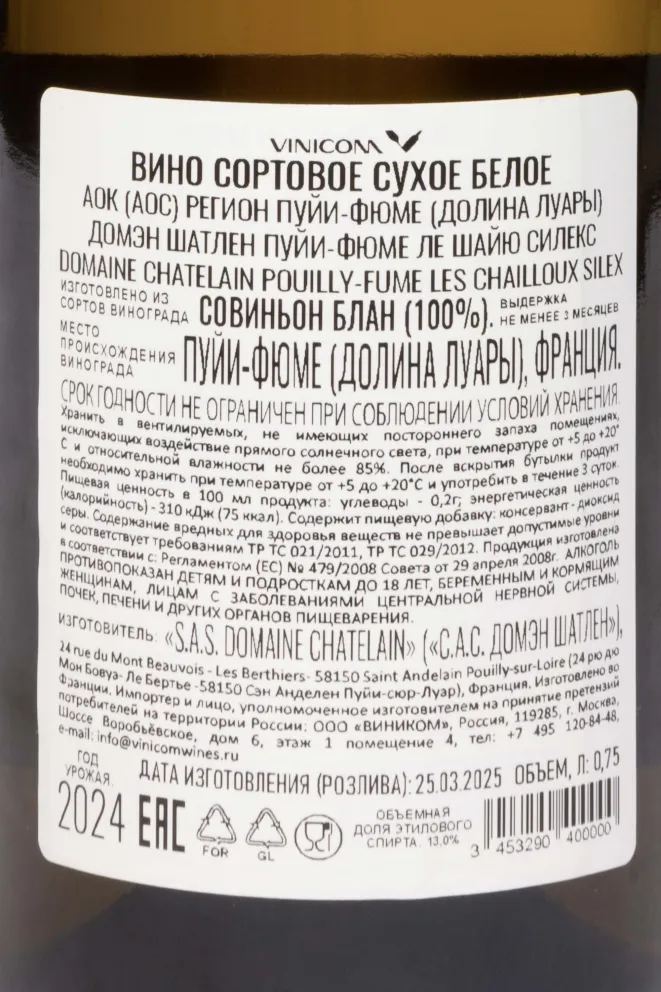 VINICOM
ВИНО СОРТОВОЕ СУХОЕ БЕЛОЕ
АОК (АОС) РЕГИОН ПУЙИ-ФЮМЕ (ДОЛИНА ЛУАРЫ)
ДОМЭН ШАТЛЕН ПУЙИ-ФЮМЕ ЛЕ ШАЙЮ СИЛЕКС
DOMAINE CHATELAIN POUILLY-FUME LES CHAILLOUX SILEX
ИЗГОТОВЛЕНО ИЗ
СОРТОВ ВИНОГРАДА
СОВИНЬОН БЛАН (100%).
ВЫДЕРЖКА
НЕ МЕНЕЕ 3 МЕСЯЦЕВ
МЕСТО
ПРОИСХОЖДЕНИЯ
ВИНОГРАДА
ПУЙИ-ФЮМЕ (ДОЛИНА ЛУАРЫ), ФРАНЦИЯ.
СРОК ГОДНОСТИ НЕ ОГРАНИЧЕН ПРИ СОБЛЮДЕНИИ УСЛОВИЙ ХРАНЕНИЯ.
Хранить в вентилируемых, не имеющих постороннего запаха помещениях,
исключающих воздействие прямого солнечного света, при температуре от +5 до +20°
С и относительной влажности не более 85%. После вскрытия бутылки продукт
необходимо хранить при температуре от +5 до +20°С и употребить в течение 3 суток.
Пищевая ценность в 100 мл продукта: углеводы - 0,2г; энергетическая ценность
(калорийность) - 310 кДж (75 ккал). Содержит пищевую добавку: консервант - диоксид
серы. Содержание вредных для здоровья веществ не превышает допустимые уровни
и соответствует требованиям ТР ТС 021/2011, ТР ТС 029/2012. Продукция изготовлена
в соответствии с: Регламентом (ЕС) № 479/2008 Совета от 29 апреля 2008г. АЛКОГОЛЬ
ПРОТИВОПОКАЗАН ДЕТЯМ И ПОДРОСТКАМ ДО 18 ЛЕТ, БЕРЕМЕННЫМ И КОРМЯЩИМ
ЖЕНЩИНАМ, ЛИЦАМ С ЗАБОЛЕВАНИЯМИ ЦЕНТРАЛЬНОЙ НЕРВНОЙ СИСТЕМЫ,
ПОЧЕК, ПЕЧЕНИ И ДРУГИХ ОРГАНОВ ПИЩЕВАРЕНИЯ.
ИЗГОТОВИТЕЛЬ: «S.A.S. DOMAINE CHATELAIN» («С.А.С. ДОМЭН ШАТЛЕН»),
24 rue du Mont Beauvois - Les Berthiers- 58150 Saint Andelain Pouilly-sur-Loire (24 рю дю
Мон Бовуа- Ле Бертье -58150 Сэн Анделен Пуйи-сюр-Луар), Франция. Изготовлено во
Франции. Импортер и лицо, уполномоченное изготовителем на принятие претензий
потребителей на территории России: ООО «ВИНИКОМ», Россия, 119285, г. Москва,
Шоссе Воробьёвское, дом 6, этаж 1 помещение 4, тел: +7 495 120-84-48,
e-mail: info@vinicomwines.ru
ГОД
УРОЖАЯ:
2024
ДАТА ИЗГОТОВЛЕНИЯ (РОЗЛИВА): 25.03.2025 ОБЪЕМ, Л: 0,75
EAC
FOR
GL
ОБЪЕМНАЯ
ДОЛЯ ЭТИЛОВОГО
СПИРТА: 13.0%
3 453290 400000